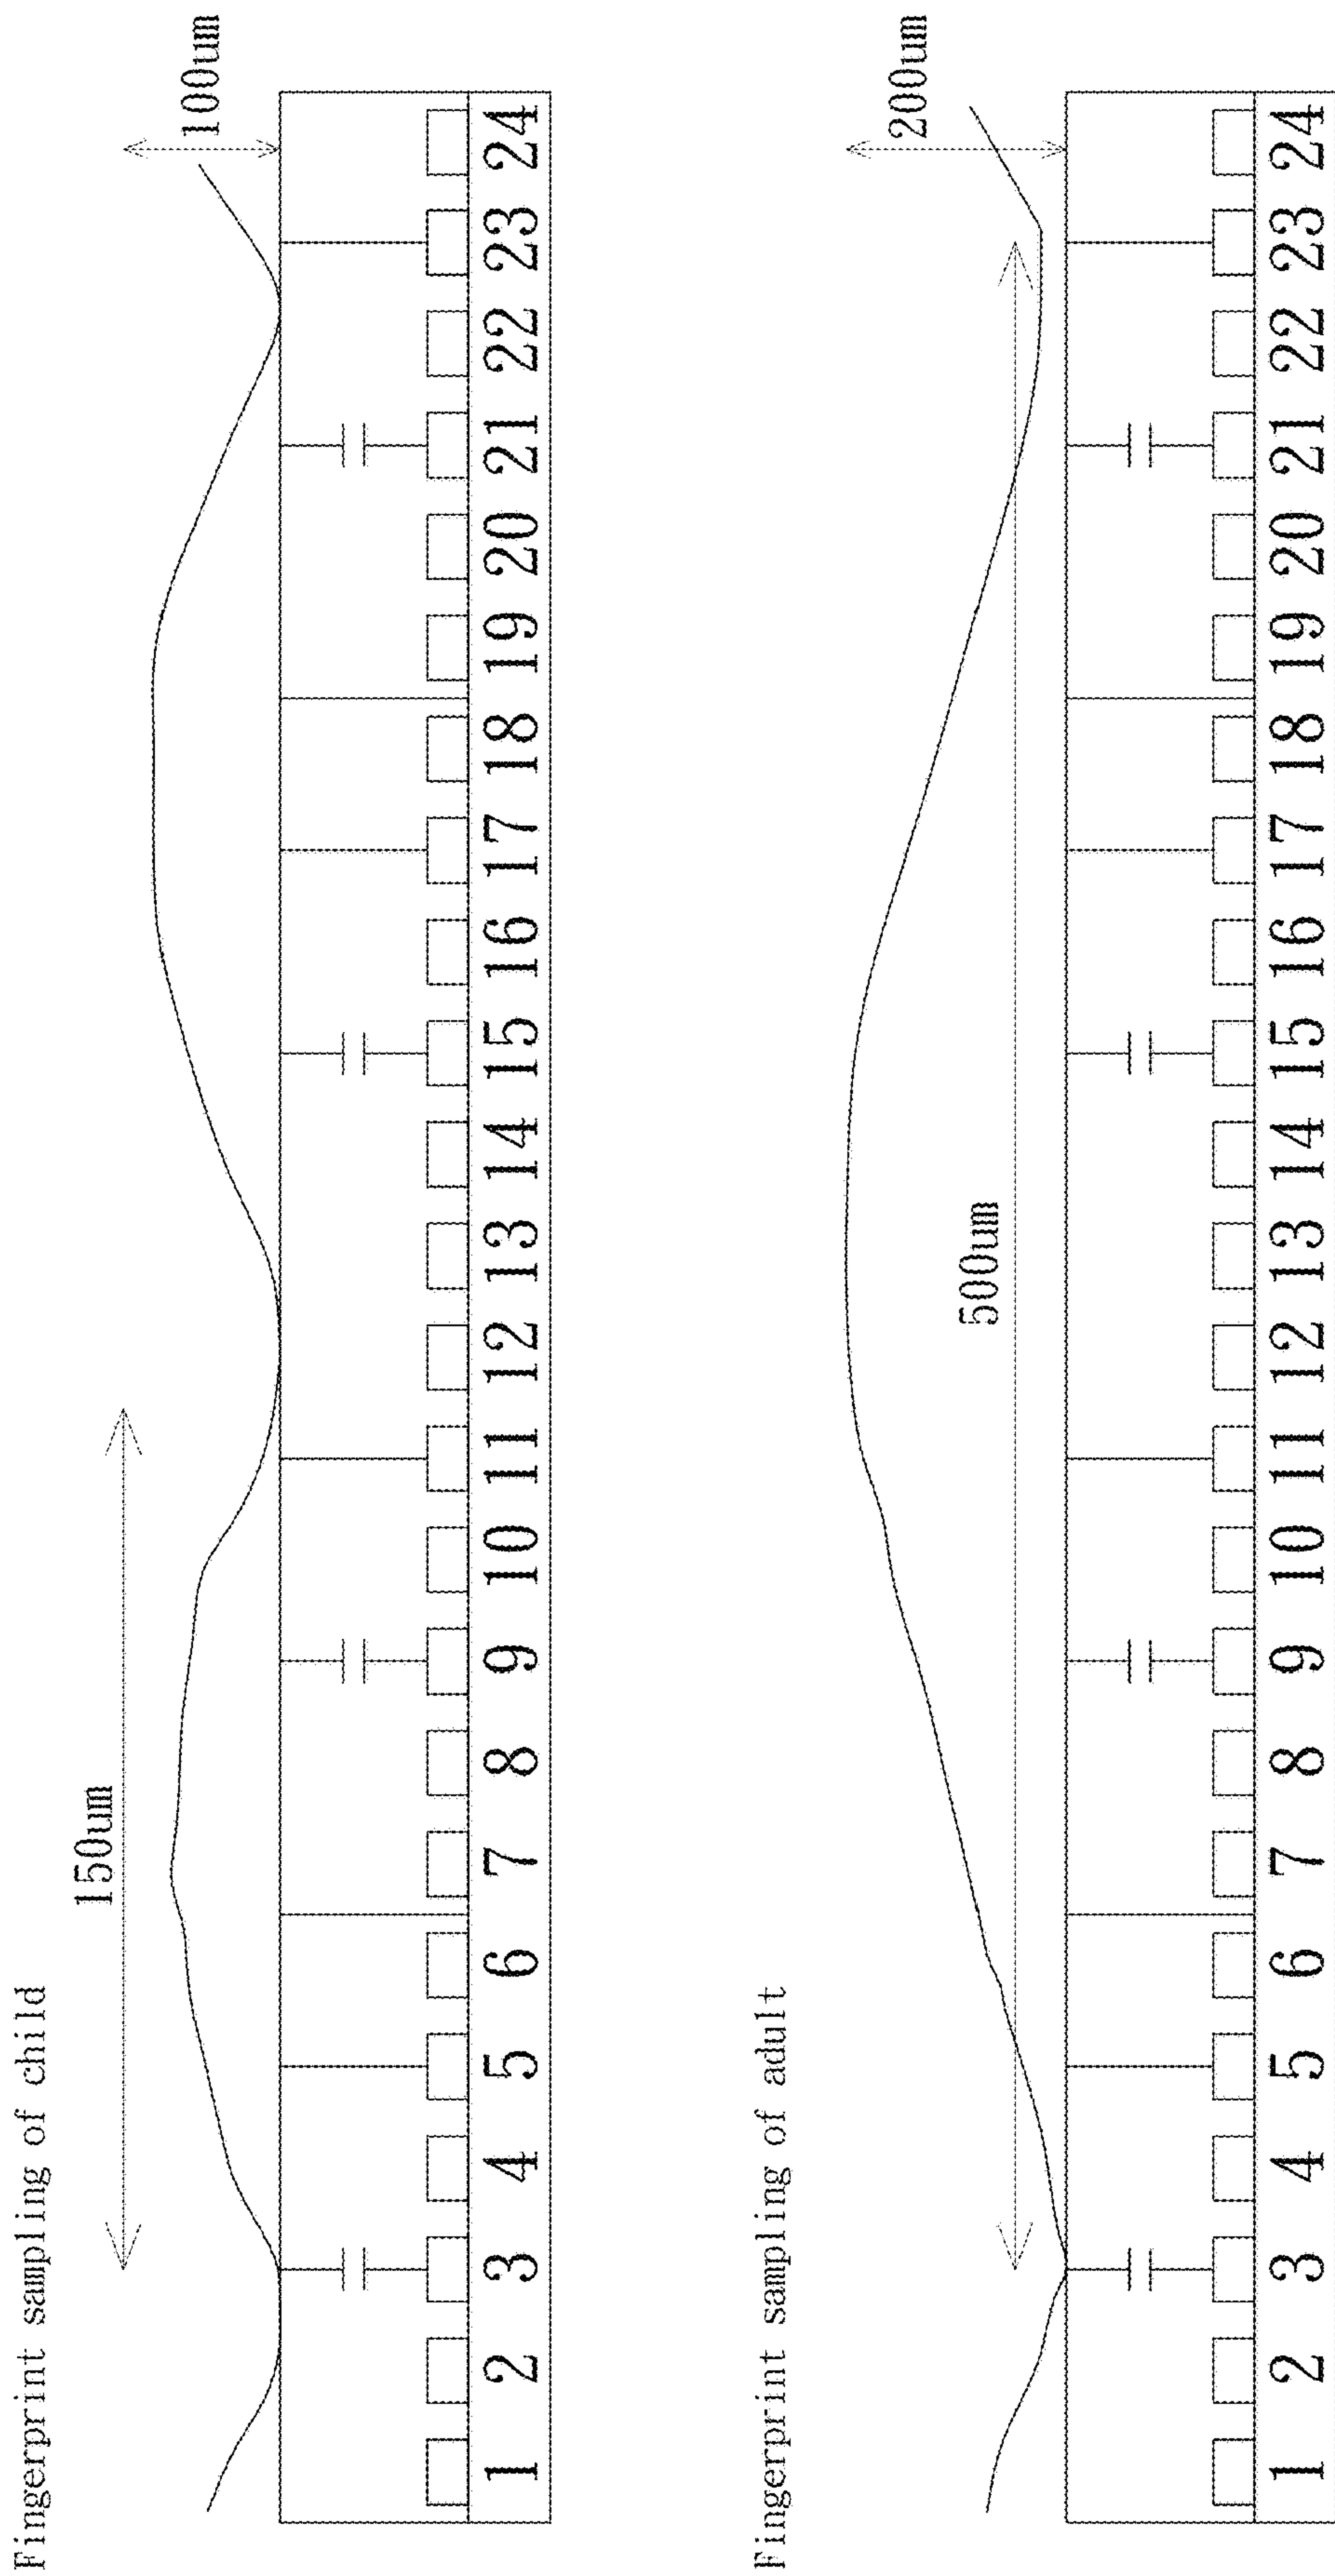 Fingerprint sampling of child
150um
100um
1 2 3 4 5 6 7 8 9 10 11 12 13 14 15 16 17 18 19 20 21 22 23 24
Fingerprint sampling of adult
200um
500um
1 2 3 4 5 6 7 8 9 10 11 12 13 14 15 16 17 18 19 20 21 22 23 24